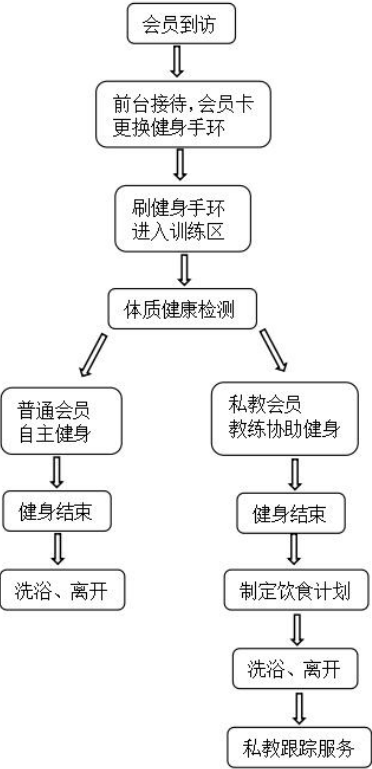 会员到访
前台接待，会员卡
更换健身手环
刷健身手环
进入训练区
体质健康检测
普通会员
自主健身
健身结束
洗浴、离开
私教会员
教练协助健身
健身结束
制定饮食计划
洗浴、离开
私教跟踪服务